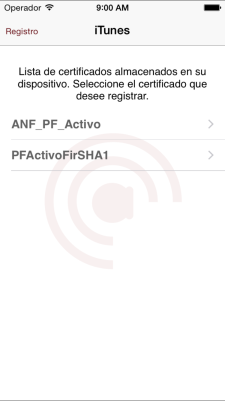 Operador 9:00 AM
Registro iTunes
Lista de certificados almacenados en su
dispositivo. Seleccione el certificado que
desee registrar.
ANF_PF_Activo
PFActivoFirSHA1